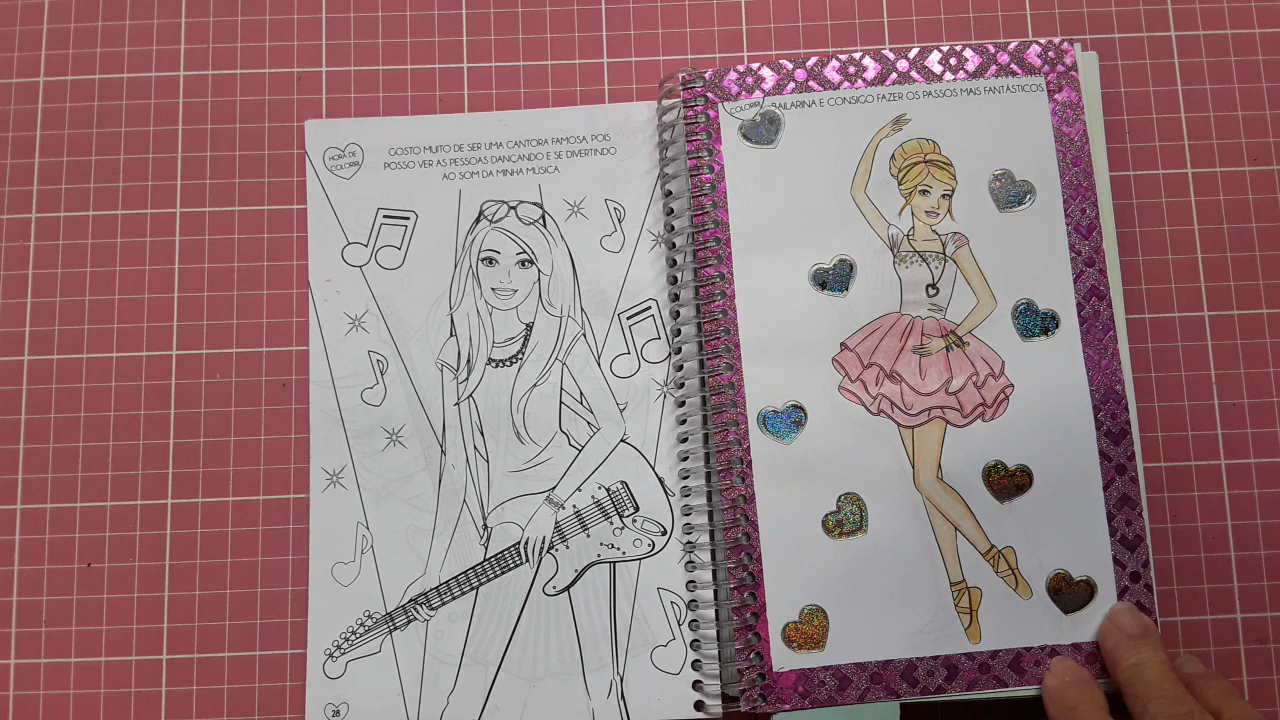 HORA DE
COLORIR
GOSTO MUITO DE SER UMA CANTORA FAMOSA, POIS
POSSO VER AS PESSOAS DANÇANDO E SE DIVERTINDO
AO SOM DA MINHA MÚSICA.
28
COLORIR
BAILARINA E CONSIGO FAZER OS PASSOS MAIS FANTÁSTICOS.